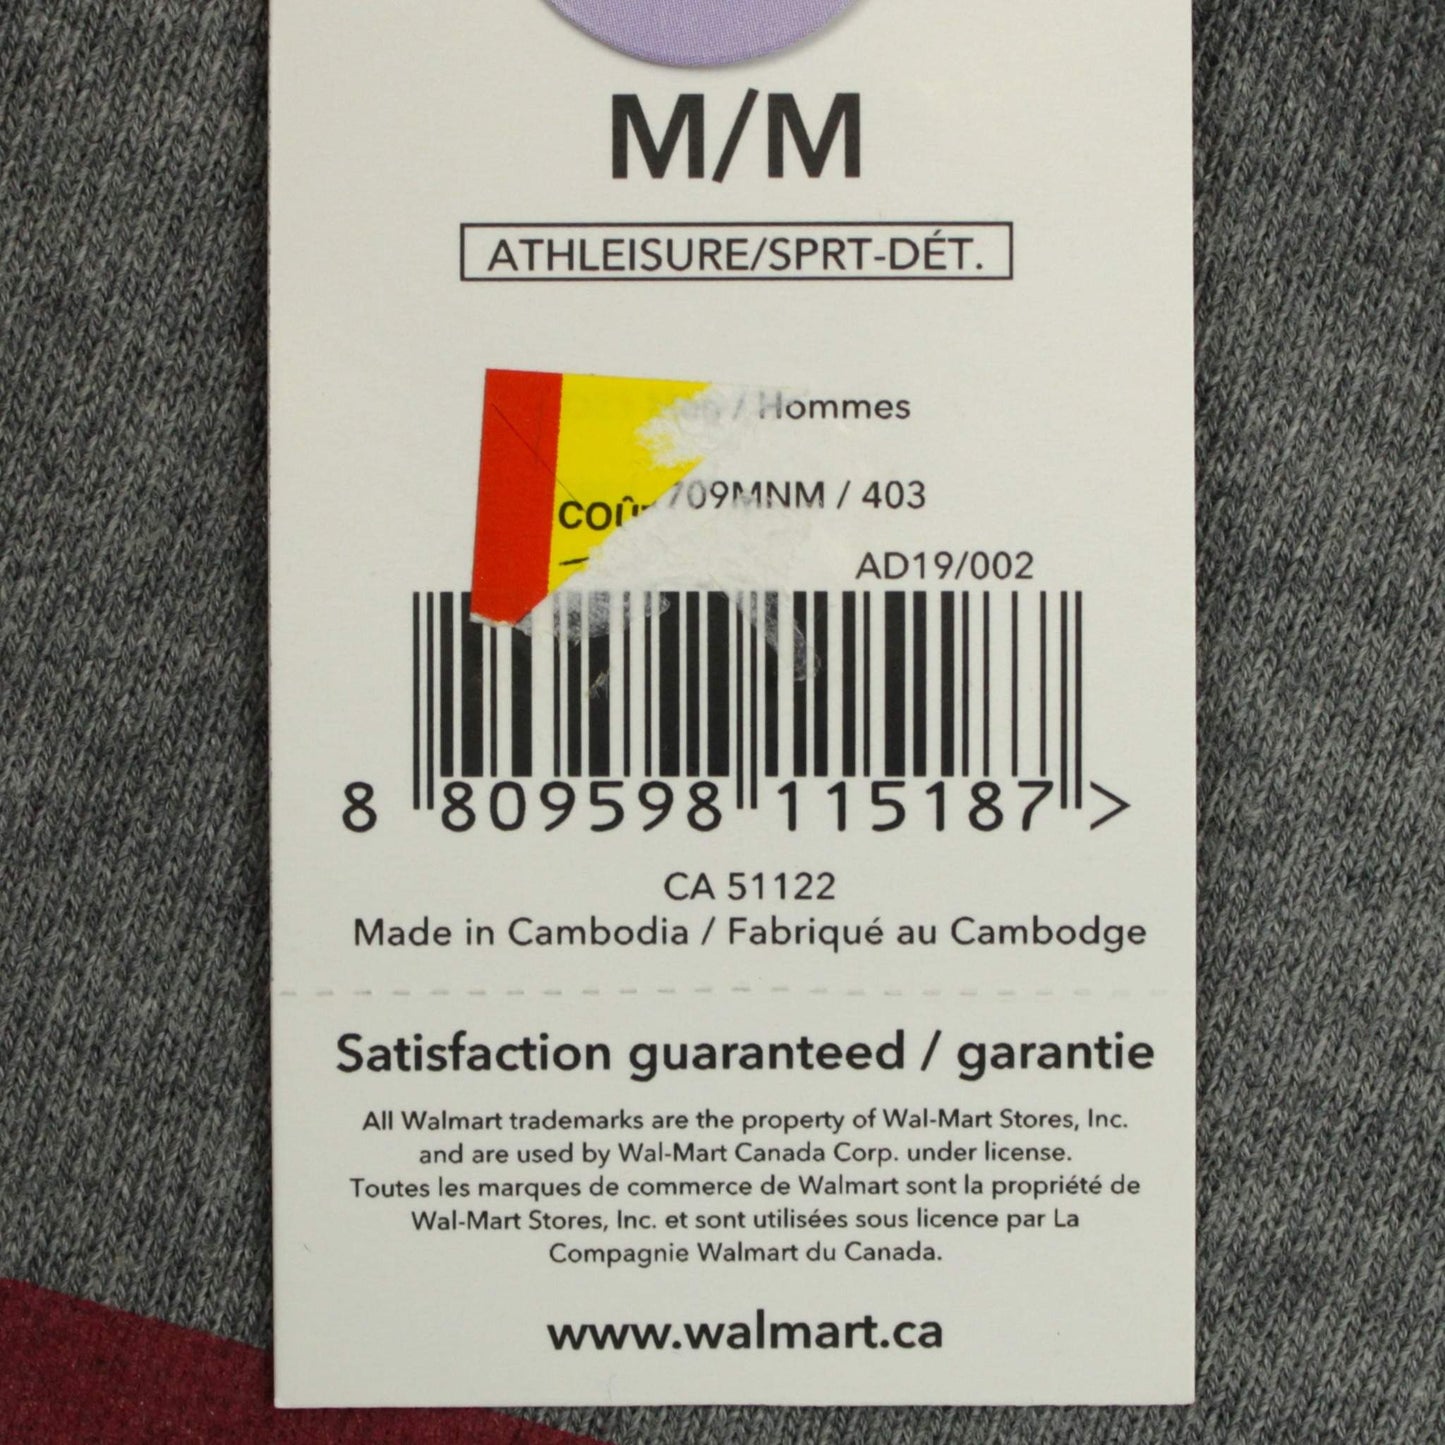 M/M
ATHLEISURE/SPRT-DÉT.
/ Hommes
709MNM / 403
COÛ
AD19/002
8 809598 115187 >
CA 51122
Made in Cambodia / Fabriqué au Cambodge
Satisfaction guaranteed / garantie
All Walmart trademarks are the property of Wal-Mart Stores, Inc.
and are used by Wal-Mart Canada Corp. under license.
Toutes les marques de commerce de Walmart sont la propriété de
Wal-Mart Stores, Inc. et sont utilisées sous licence par La
Compagnie Walmart du Canada.
www.walmart.ca